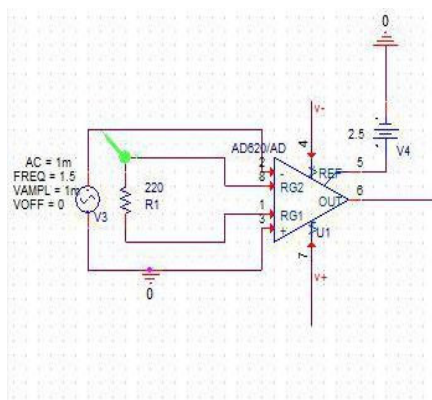 0
V-
AD620/AD
4
2.5
V4
REF
5
AC = 1m
FREQ = 1.5
VAMPL = 1m
VOFF = 0
V3
220
R1
2
8
1
3
-
RG2
RG1
+
OUT
6
U1
7
V+
0